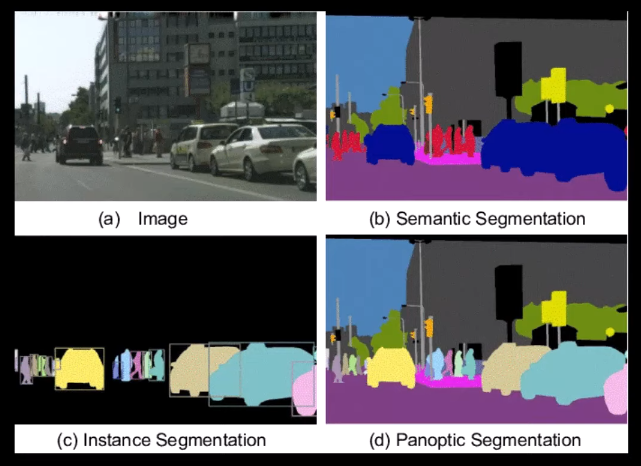 (a) Image
(b) Semantic Segmentation
(c) Instance Segmentation
(d) Panoptic Segmentation